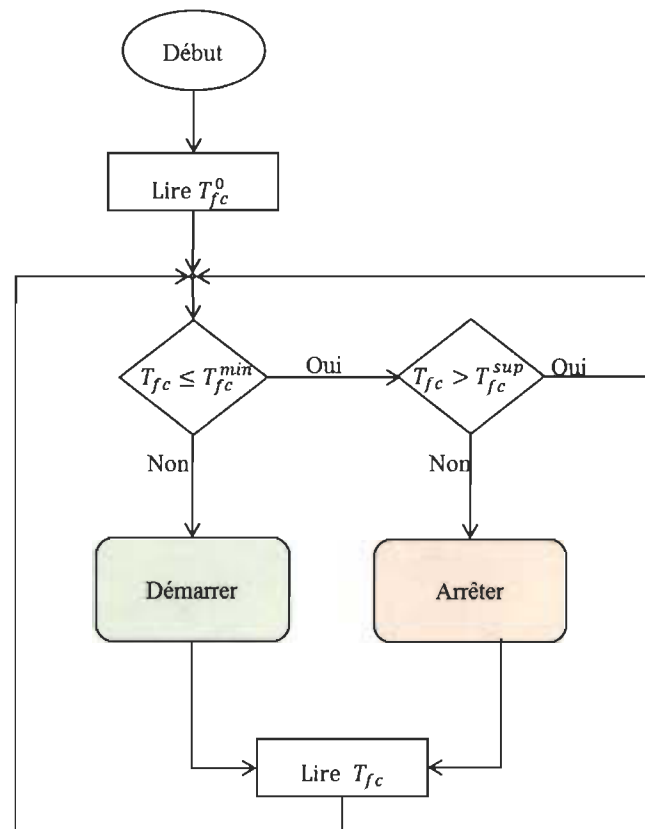 Début
Lire $T_{fc}^{0}$
$T_{fc} \leq T_{fc}^{min}$
Oui
$T_{fc} > T_{fc}^{sup}$
Oui
Non
Non
Démarrer
Arrêter
Lire $T_{fc}$